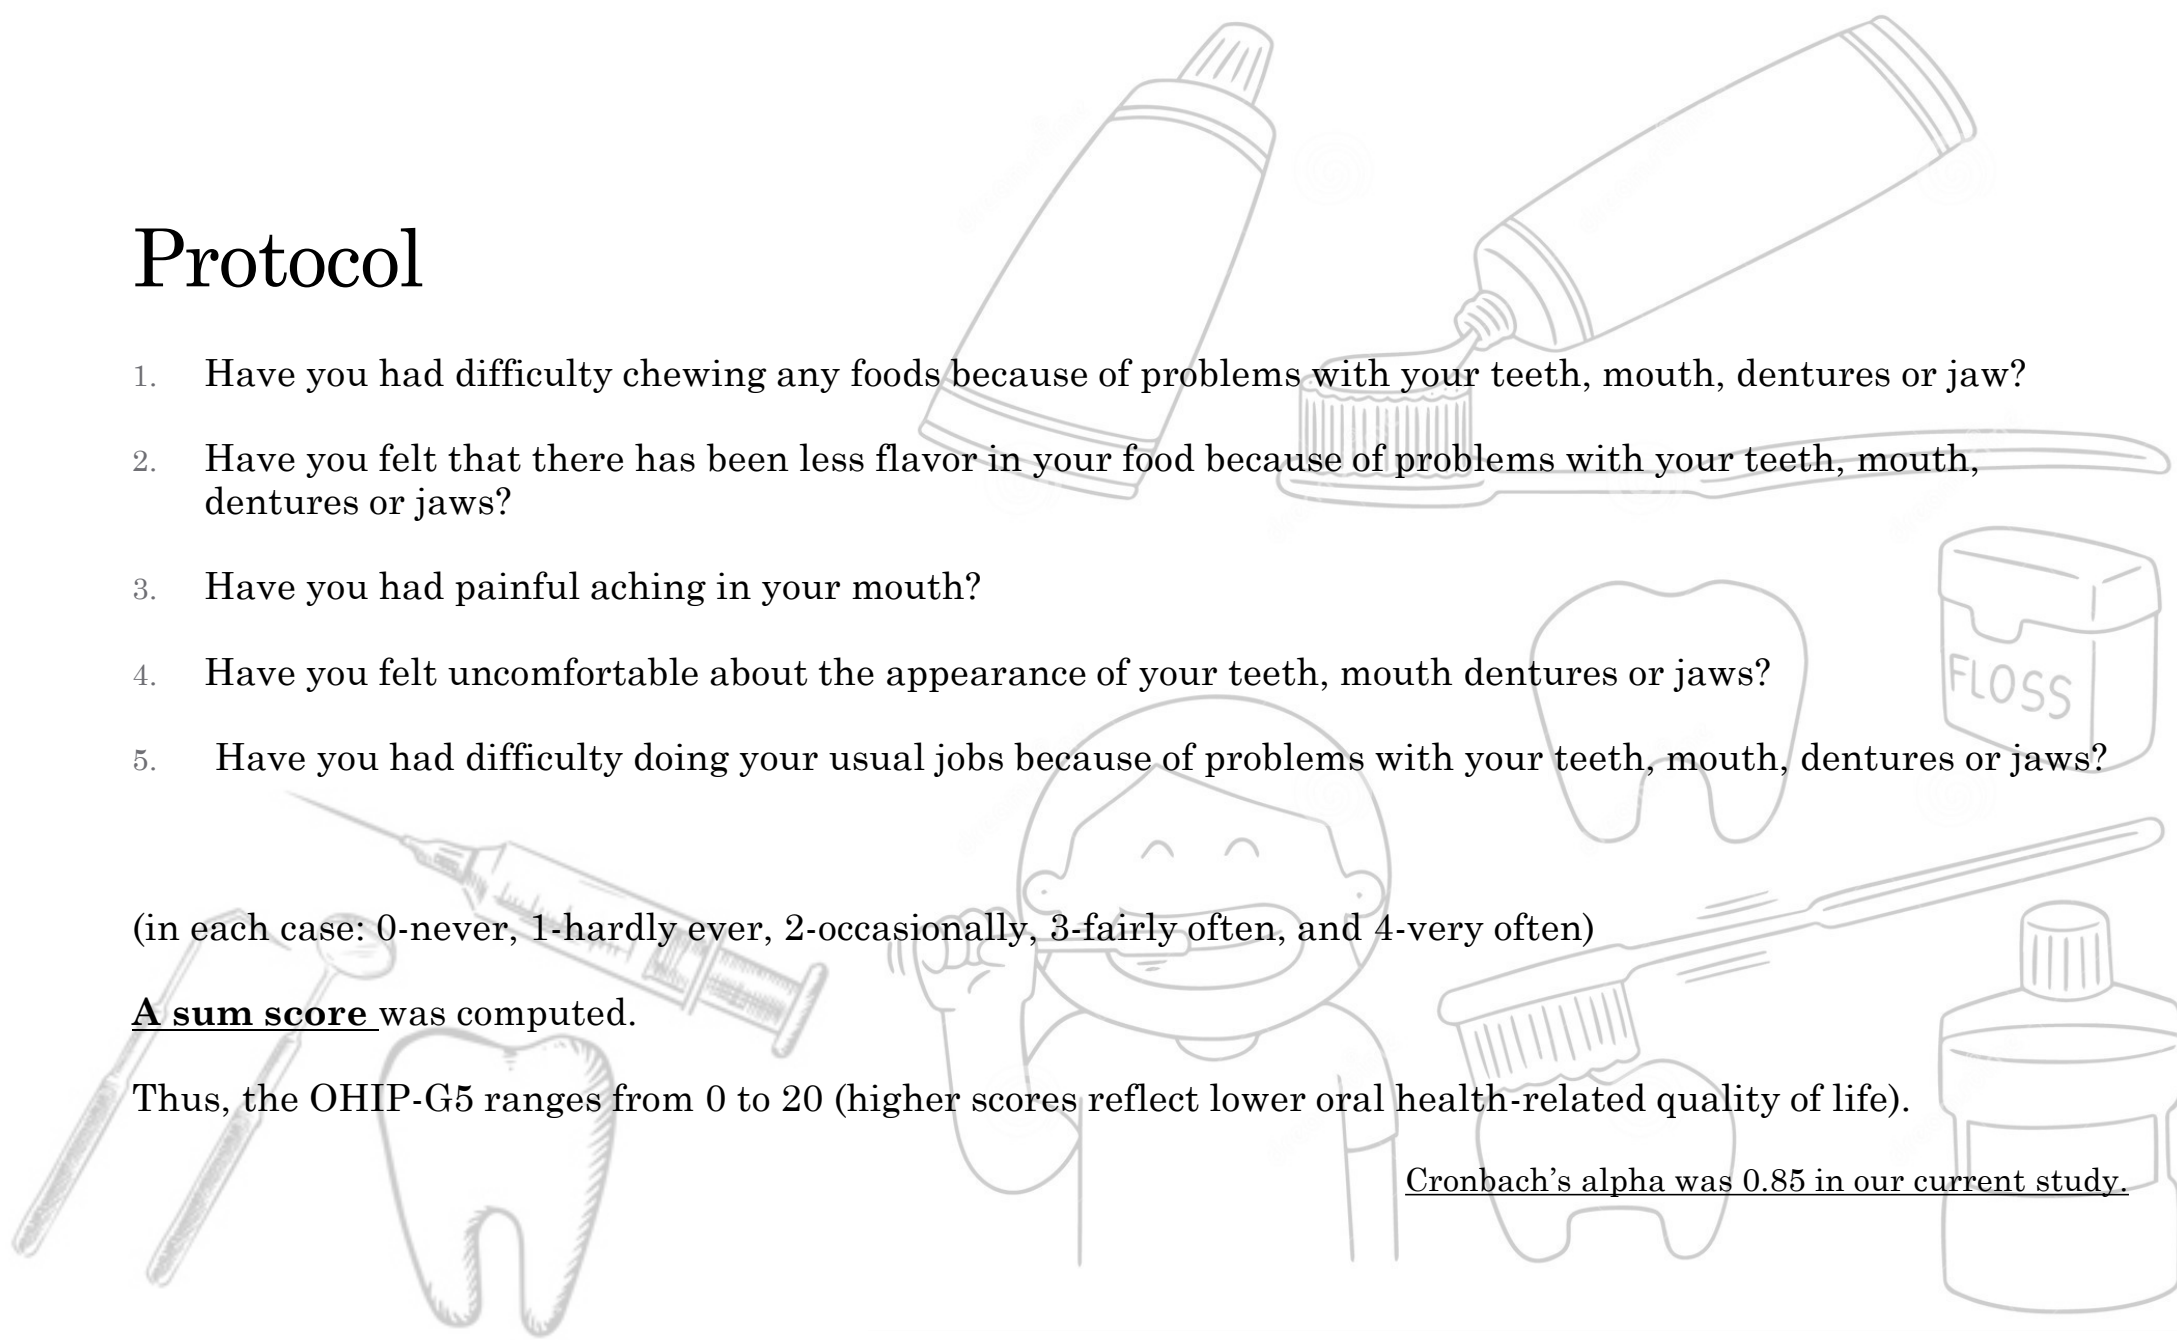 Protocol
1. Have you had difficulty chewing any foods because of problems with your teeth, mouth, dentures or jaw?
2. Have you felt that there has been less flavor in your food because of problems with your teeth, mouth,
dentures or jaws?
3. Have you had painful aching in your mouth?
4. Have you felt uncomfortable about the appearance of your teeth, mouth dentures or jaws?
FLOSS
5. Have you had difficulty doing your usual jobs because of problems with your teeth, mouth, dentures or jaws?
(in each case: 0-never, 1-hardly ever, 2-occasionally, 3-fairly often, and 4-very often)
A sum score was computed.
Thus, the OHIP-G5 ranges from 0 to 20 (higher scores reflect lower oral health-related quality of life).
Cronbach’s alpha was 0.85 in our current study.